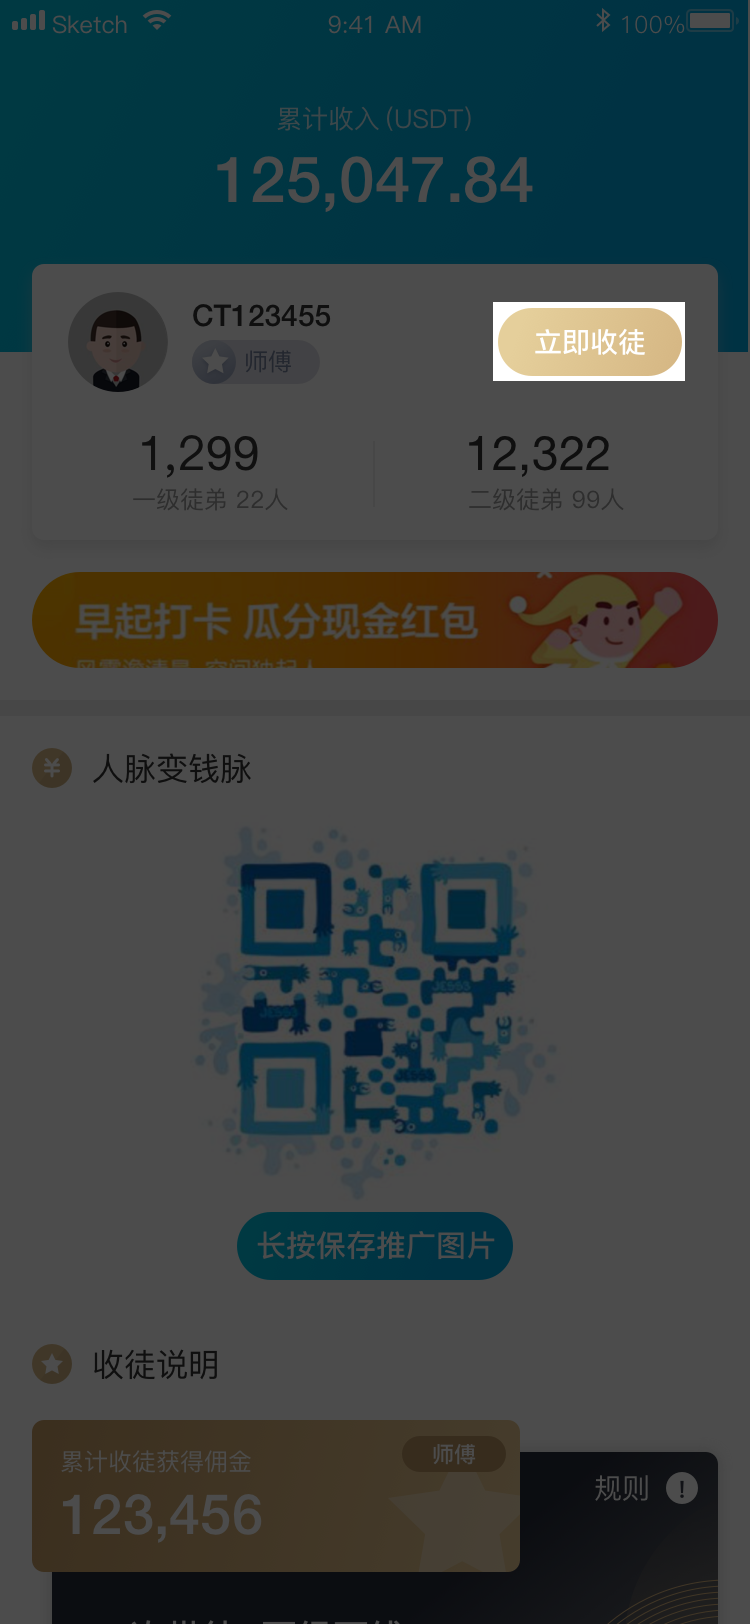 Sketch 9:41 AM 100%
累计收入 (USDT)
125,047.84
CT123455
师傅
立即收徒
1,299
一级徒弟 22人
12,322
二级徒弟 99人
早起打卡 瓜分现金红包
¥ 人脉变钱脉
JL503
JL503
JL503
长按保存推广图片
收徒说明
累计收徒获得佣金
师傅
123,456
规则 !